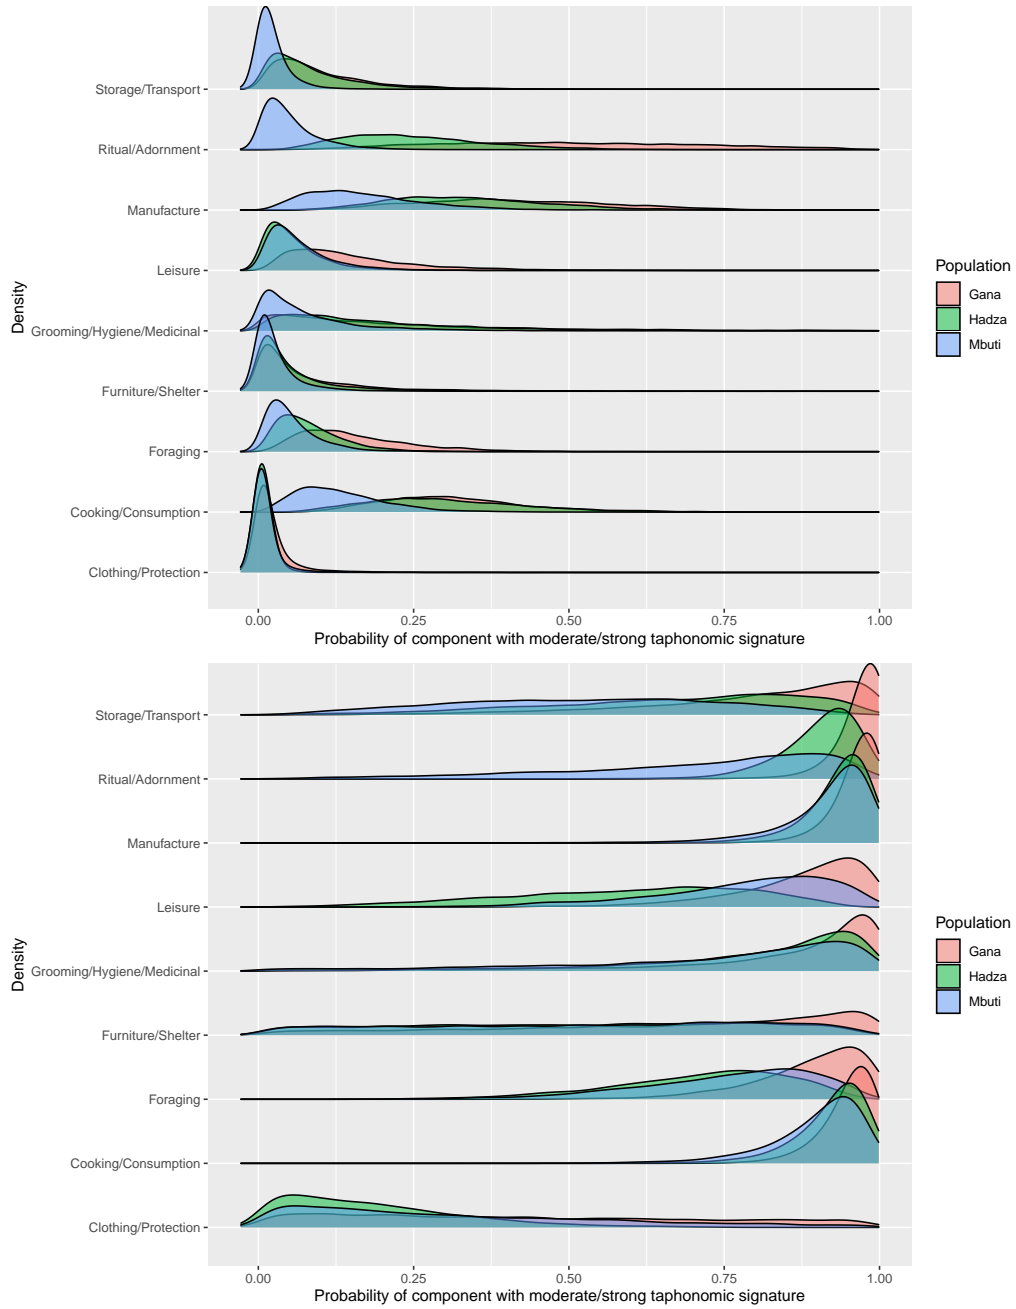 Storage/Transport
Ritual/Adornment
Manufacture
Leisure
Grooming/Hygiene/Medicinal
Furniture/Shelter
Foraging
Cooking/Consumption
Clothing/Protection
Density
0.00 0.25 0.50 0.75 1.00
Probability of component with moderate/strong taphonomic signature
Population
Gana
Hadza
Mbuti
Storage/Transport
Ritual/Adornment
Manufacture
Leisure
Grooming/Hygiene/Medicinal
Furniture/Shelter
Foraging
Cooking/Consumption
Clothing/Protection
Density
0.00 0.25 0.50 0.75 1.00
Probability of component with moderate/strong taphonomic signature
Population
Gana
Hadza
Mbuti